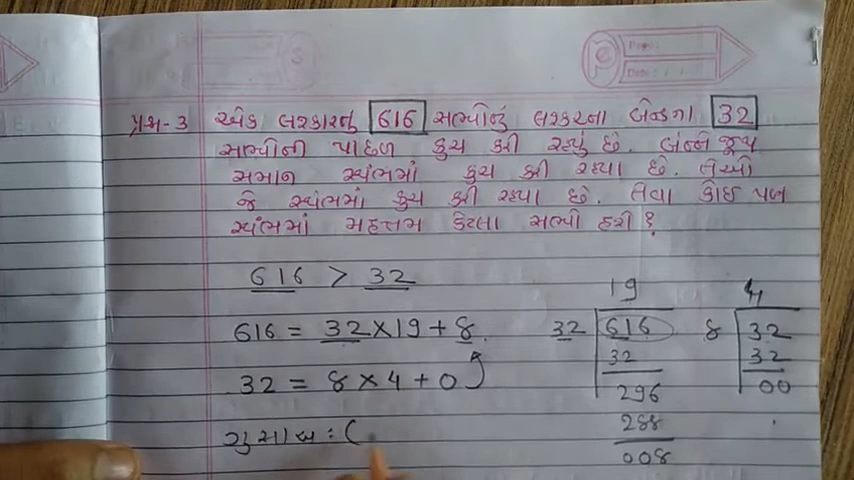 પ્રશ્ન-3 એક લશ્કરનું 616 સભ્યોનું લશ્કરના બેન્ડના 32
સભ્યોની પાછળ કુચ કરી રહ્યું છે. બંન્ને જૂથ
સમાન સ્થંભમાં કુચ કરી રહ્યા છે. તેઓ
જે સ્થંભમાં કુચ કરી રહ્યા છે. તેવા કોઈ પણ
સ્થંભમાં મહત્તમ કેટલા સભ્યો હશે ?
616 > 32
616 = 32 × 19 + 8
32 = 8 × 4 + 0
ગુ.સા.અ : (
19
32 616
32
296
288
008
4
8 32
32
00